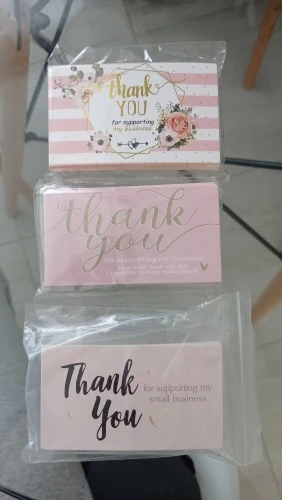 thank
YOU
for supporting
my business
thank
you
for supporting my business!
Thank
You
for supporting my
small business